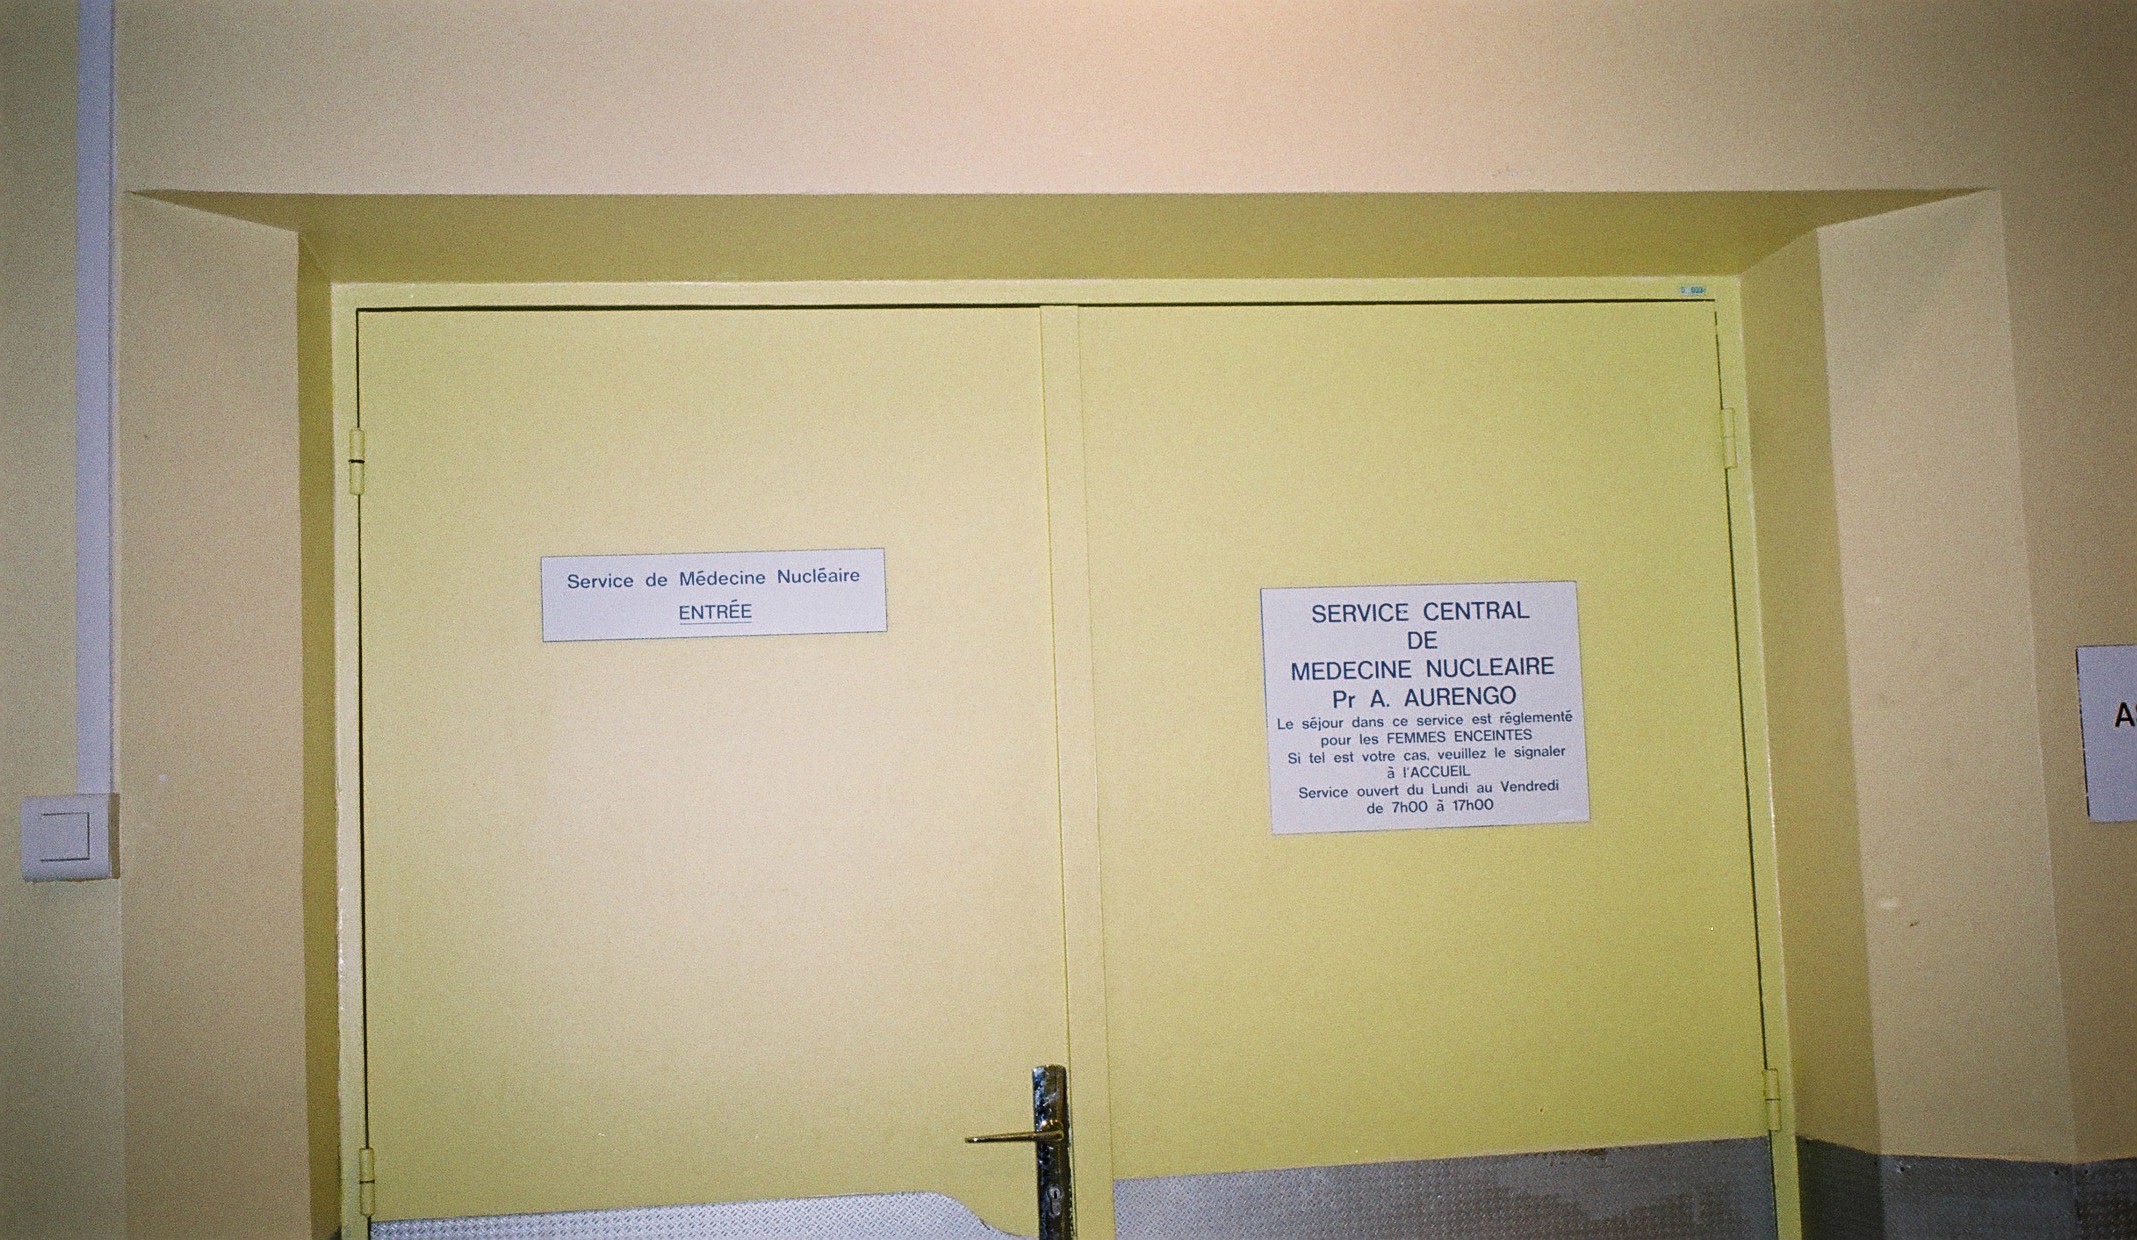 Service de Médecine Nucléaire
ENTRÉE
SERVICE CENTRAL
DE
MEDECINE NUCLEAIRE
Pr A. AURENGO
Le séjour dans ce service est réglementé
pour les FEMMES ENCEINTES
Si tel est votre cas, veuillez le signaler
à l'ACCUEIL
Service ouvert du Lundi au Vendredi
de 7h00 à 17h00